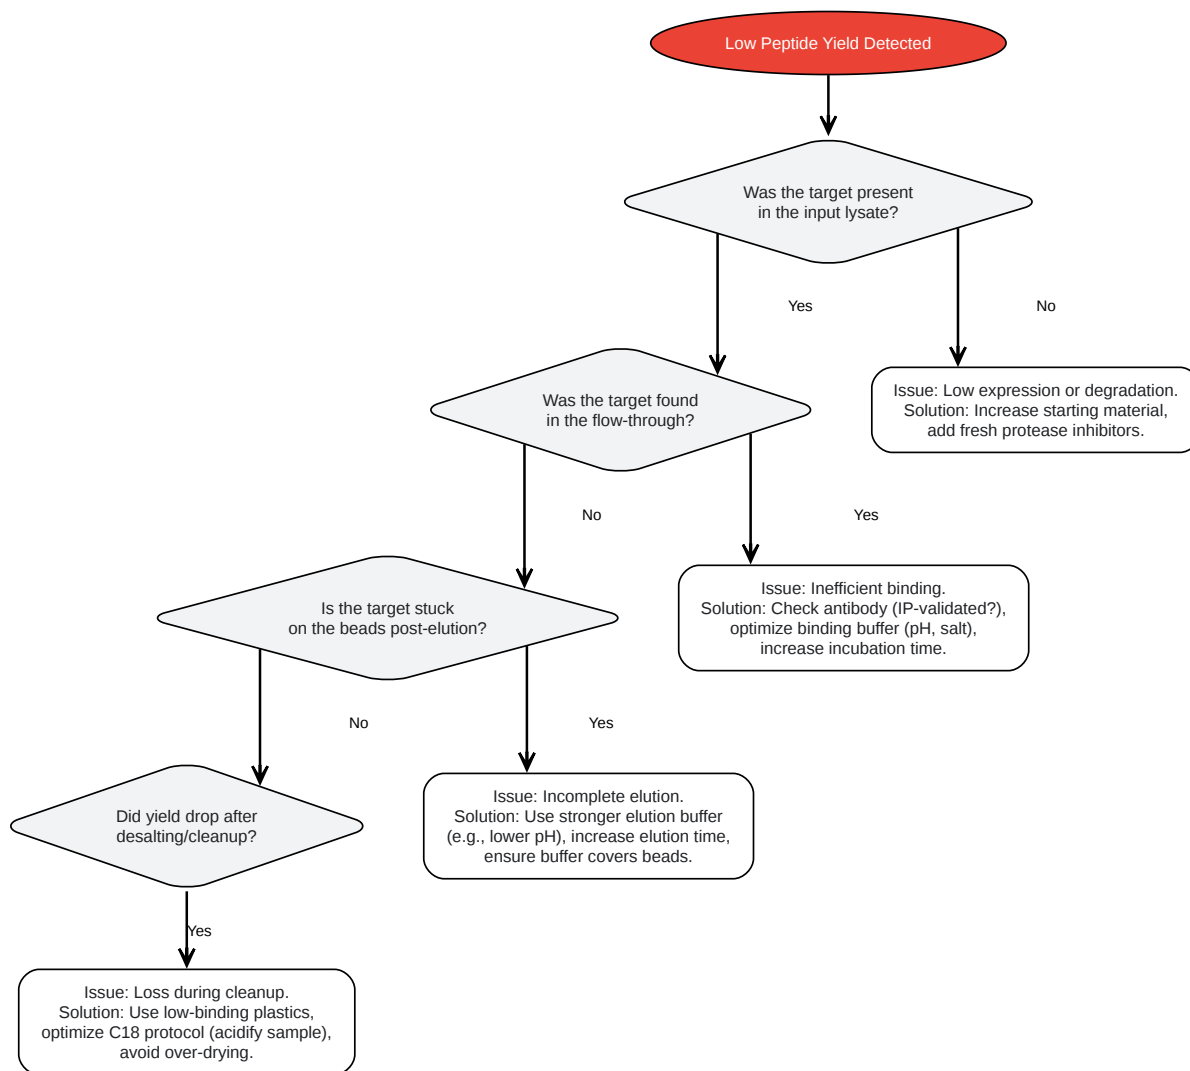 Low Peptide Yield Detected
Was the target present
in the input lysate?
Yes
No
Issue: Low expression or degradation.
Solution: Increase starting material,
add fresh protease inhibitors.
Was the target found
in the flow-through?
No
Yes
Issue: Inefficient binding.
Solution: Check antibody (IP-validated?),
optimize binding buffer (pH, salt),
increase incubation time.
Is the target stuck
on the beads post-elution?
No
Yes
Issue: Incomplete elution.
Solution: Use stronger elution buffer
(e.g., lower pH), increase elution time,
ensure buffer covers beads.
Did yield drop after
desalting/cleanup?
Yes
Issue: Loss during cleanup.
Solution: Use low-binding plastics,
optimize C18 protocol (acidify sample),
avoid over-drying.